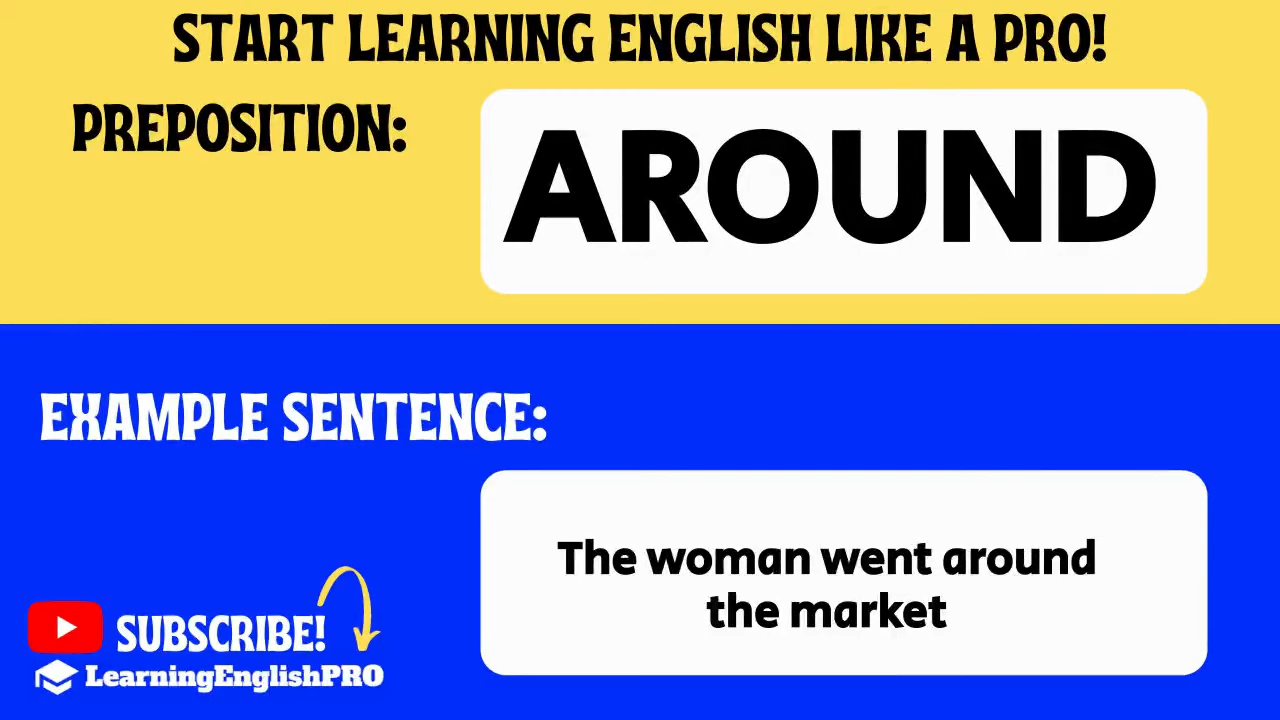 START LEARNING ENGLISH LIKE A PRO!
PREPOSITION:
AROUND
EXAMPLE SENTENCE:
The woman went around
the market
SUBSCRIBE!
LearningEnglishPRO